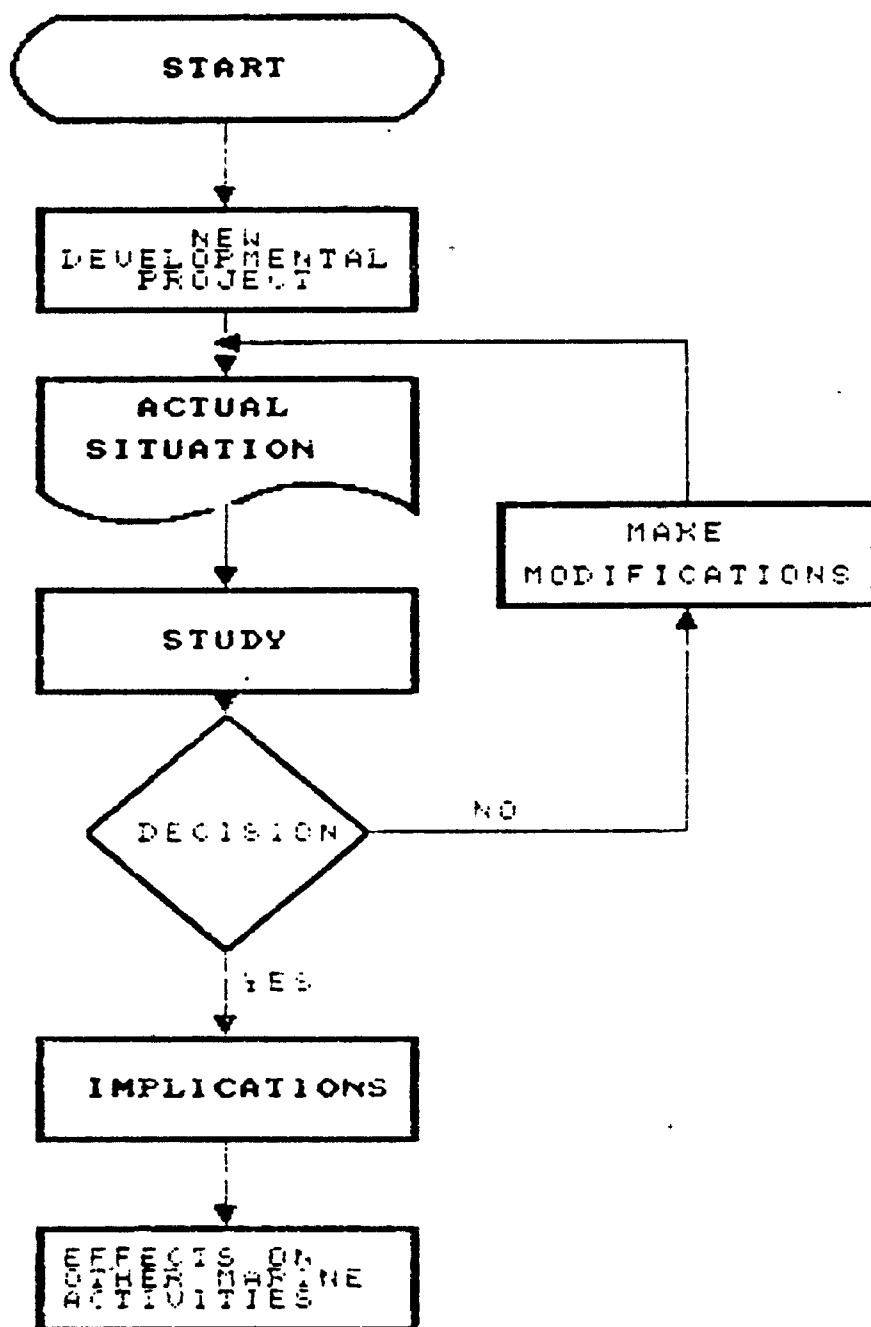 START
NEW
DEVELOPMENTAL
PROJECT
ACTUAL
SITUATION
MAKE
MODIFICATIONS
STUDY
DECISION
NO
YES
IMPLICATIONS
EFFECTS ON
OTHER MARINE
ACTIVITIES